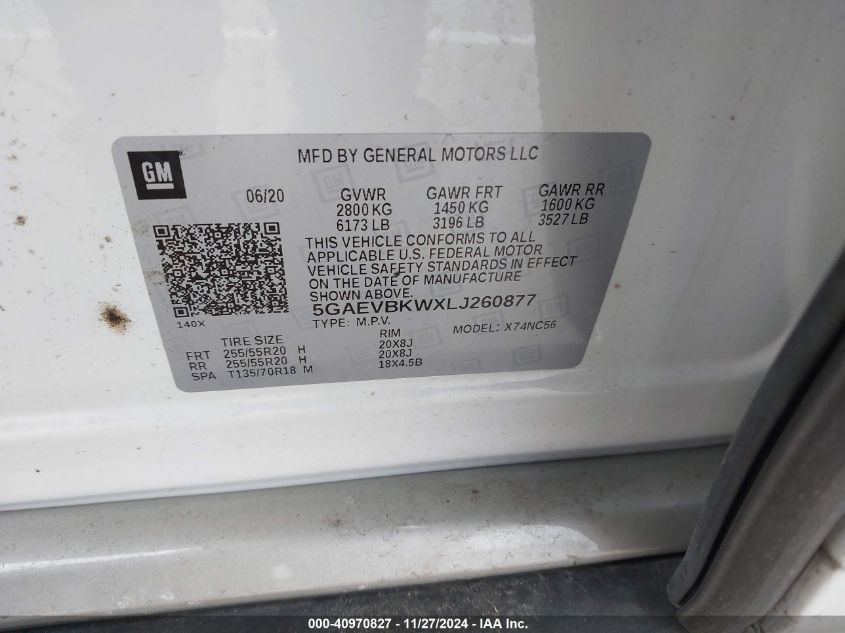 GM
MFD BY GENERAL MOTORS LLC
06/20 GVWR GAWR FRT GAWR RR
2800 KG 1450 KG 1600 KG
6173 LB 3196 LB 3527 LB
THIS VEHICLE CONFORMS TO ALL
APPLICABLE U.S. FEDERAL MOTOR
VEHICLE SAFETY STANDARDS IN EFFECT
ON THE DATE OF MANUFACTURE
SHOWN ABOVE.
140X
5GAEVBKWXLJ260877
TYPE: M.P.V. MODEL: X74NC56
TIRE SIZE RIM
FRT 255/55R20 H 20X8J
RR 255/55R20 H 20X8J
SPA T135/70R18 M 18X4.5B
000-40970827 - 11/27/2024 - IAA Inc.